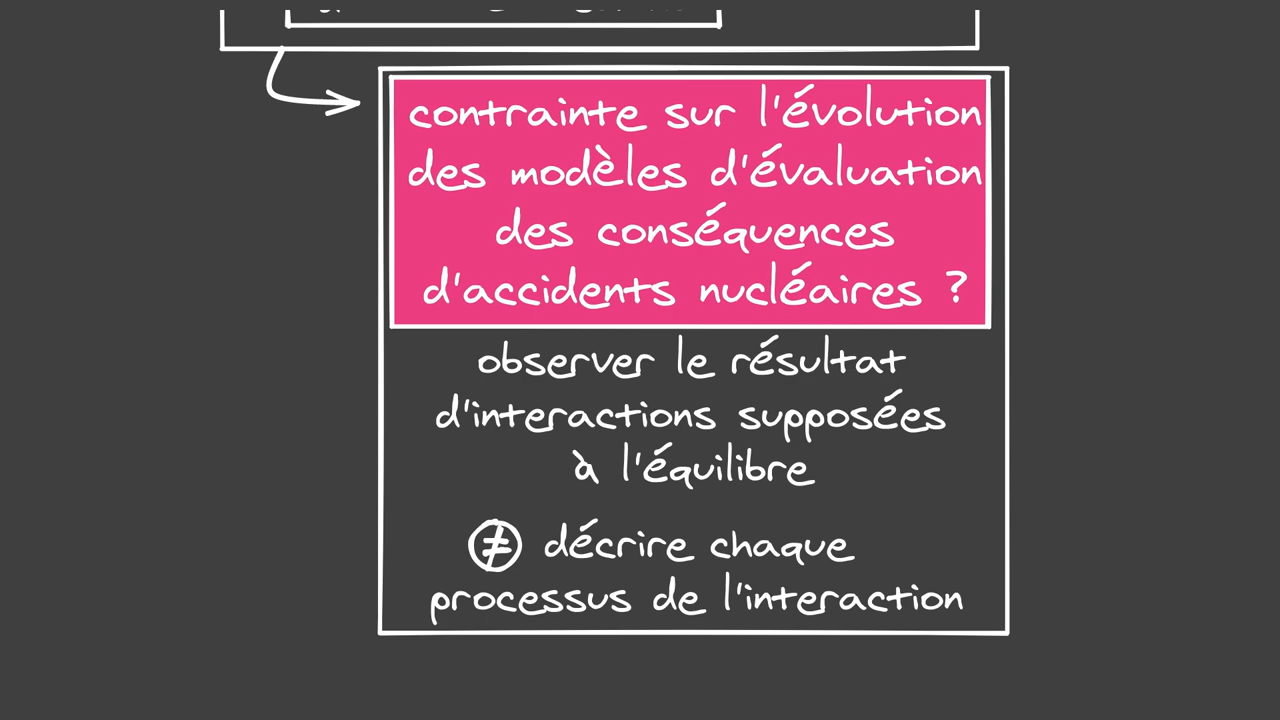 contrainte sur l'évolution
des modèles d'évaluation
des conséquences
d'accidents nucléaires ?
observer le résultat
d'interactions supposées
à l'équilibre
≠ décrire chaque
processus de l'interaction